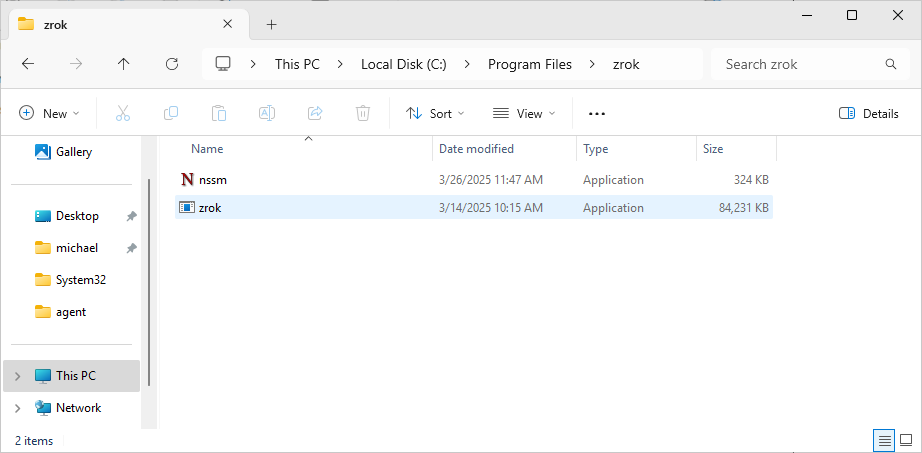 zrok
This PC Local Disk (C:) Program Files zrok Search zrok
New Sort View Details
Gallery
Desktop
michael
System32
agent
This PC
Network
Name Date modified Type Size
nssm 3/26/2025 11:47 AM Application 324 KB
zrok 3/14/2025 10:15 AM Application 84,231 KB
2 items